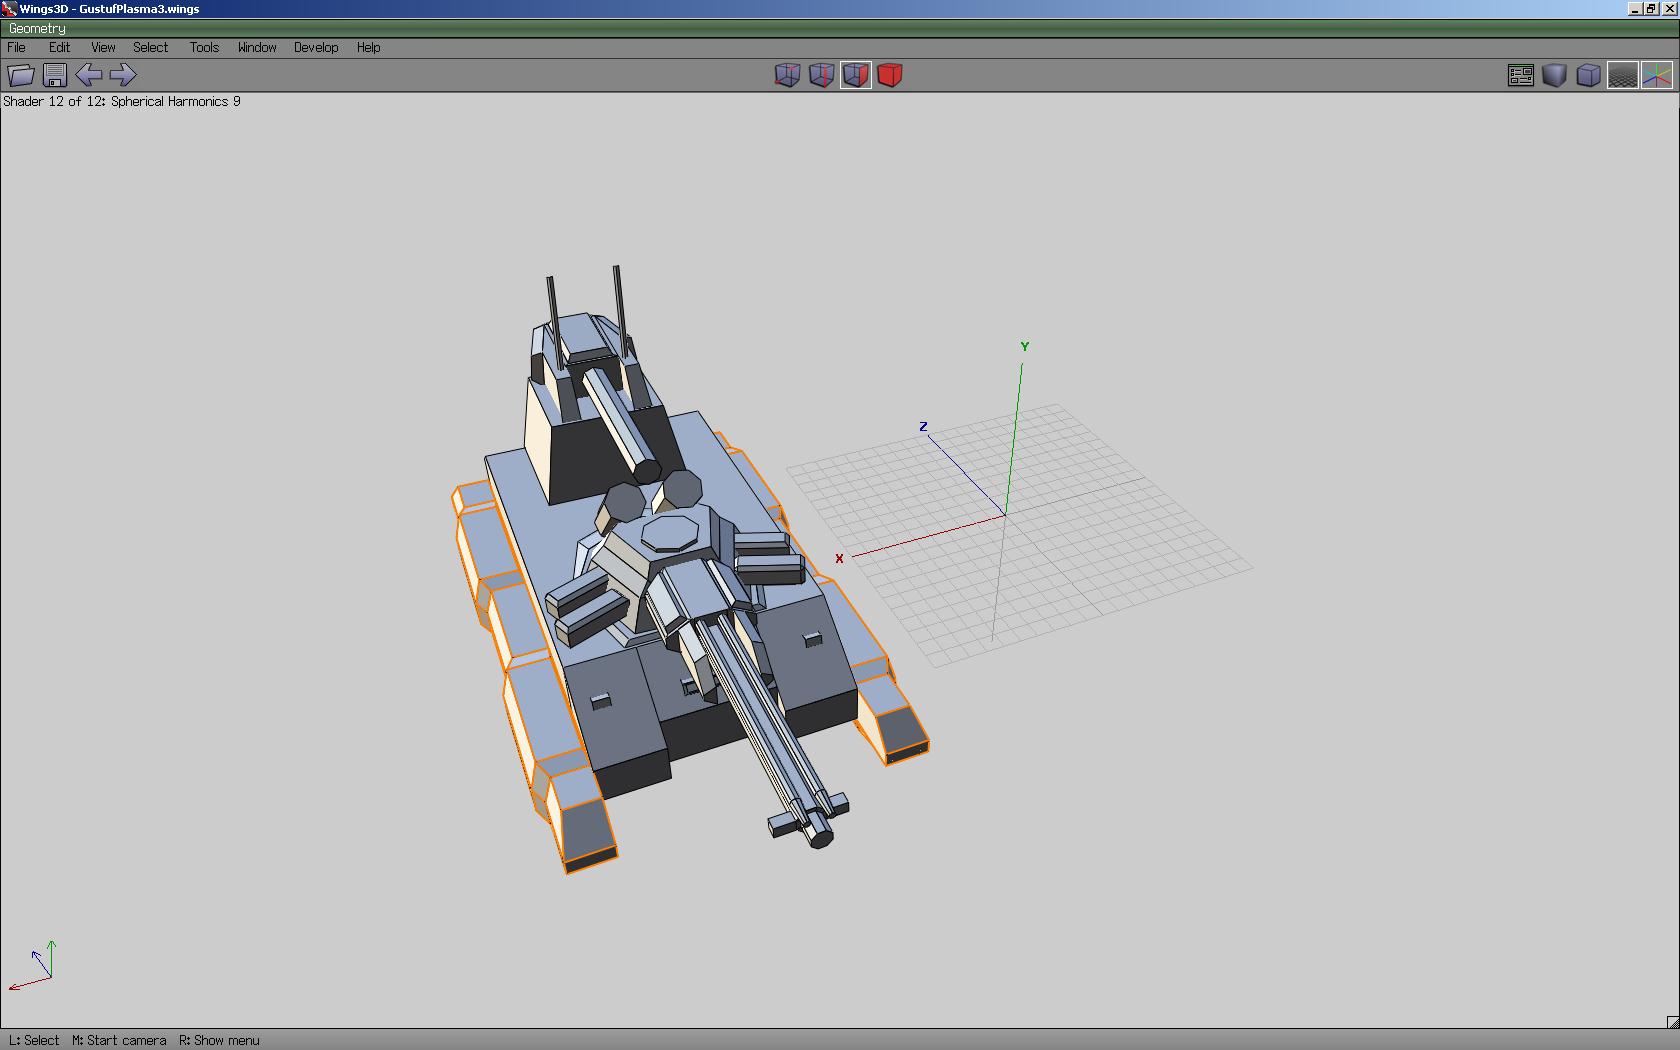 Wings3D - GustufPlasma3.wings
Geometry
File Edit View Select Tools Window Develop Help
Shader 12 of 12: Spherical Harmonics 9
Y
Z
X
L: Select M: Start camera R: Show menu